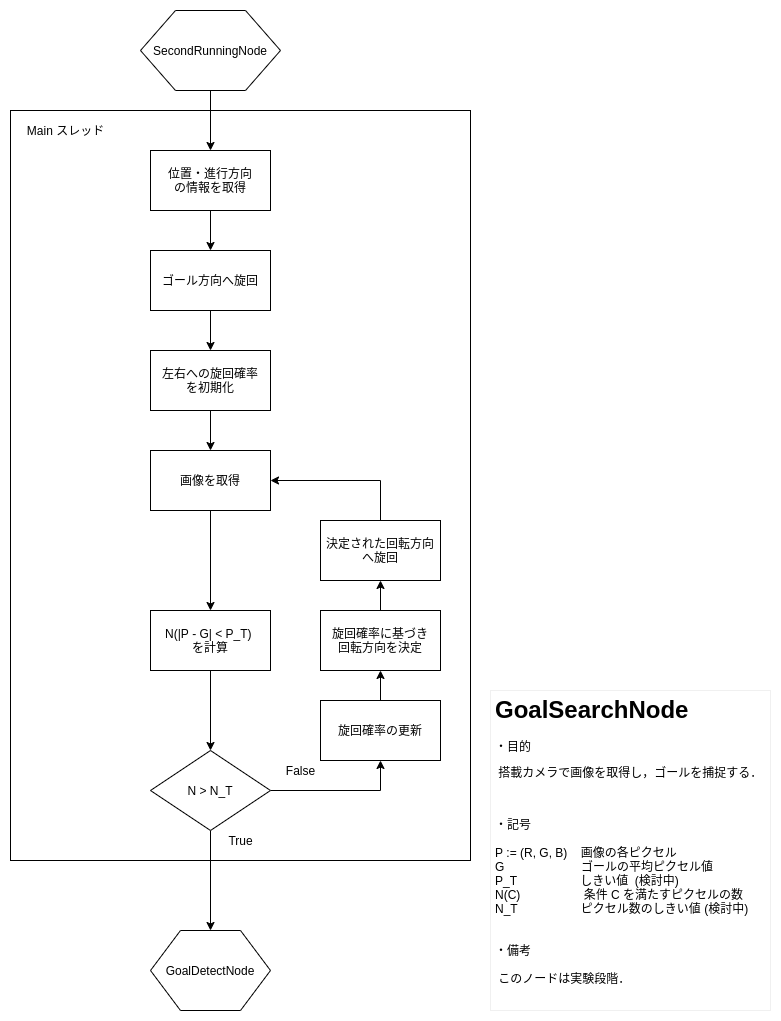 SecondRunningNode
Main スレッド
位置・進行方向
の情報を取得
ゴール方向へ旋回
左右への旋回確率
を初期化
画像を取得
決定された回転方向
へ旋回
N(|P - G| < P_T)
を計算
旋回確率に基づき
回転方向を決定
旋回確率の更新
N > N_T
False
True
GoalDetectNode
GoalSearchNode
・目的
搭載カメラで画像を取得し，ゴールを捕捉する．
・記号
P := (R, G, B) 画像の各ピクセル
G ゴールの平均ピクセル値
P_T しきい値 (検討中)
N(C) 条件 C を満たすピクセルの数
N_T ピクセル数のしきい値 (検討中)
・備考
このノードは実験段階．